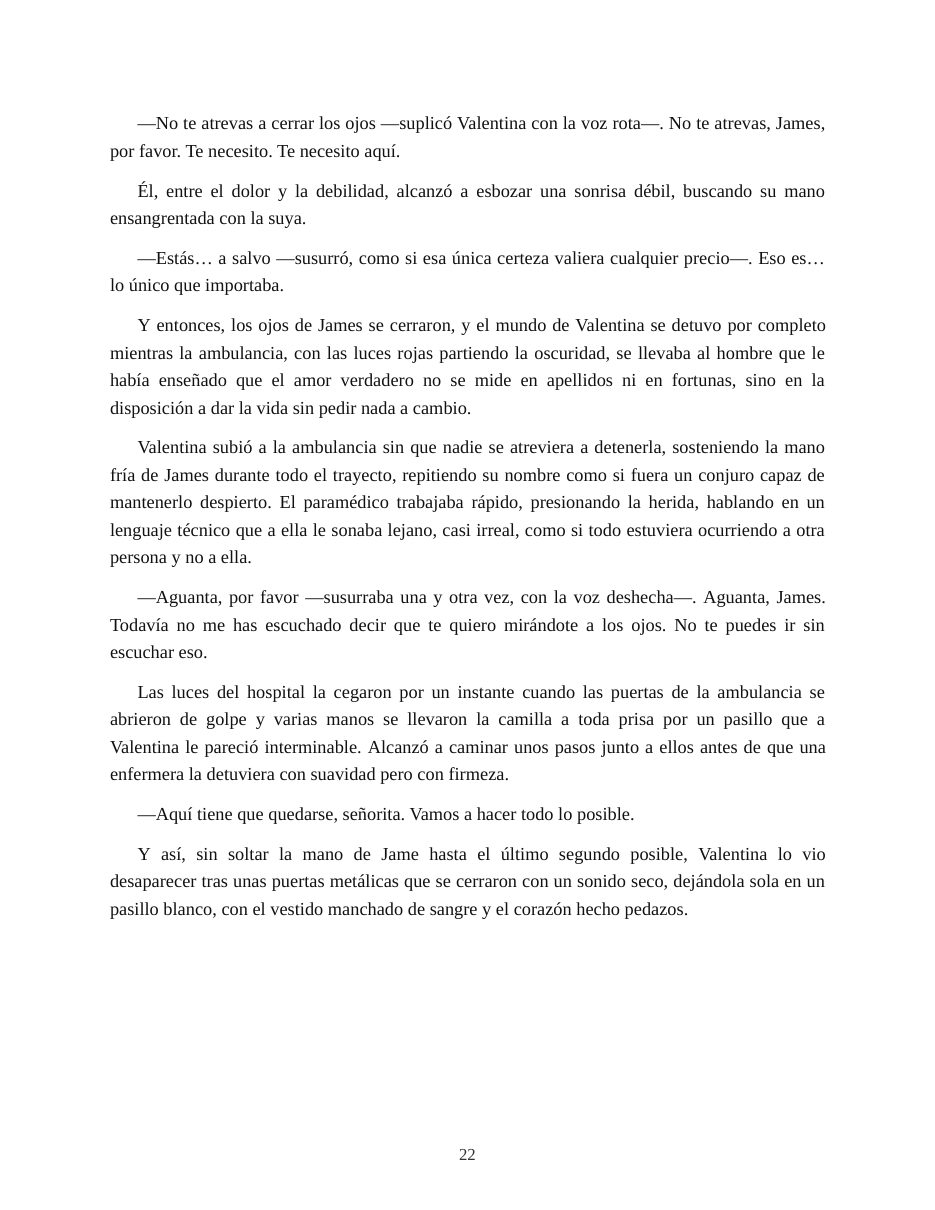 —No te atrevas a cerrar los ojos —suplicó Valentina con la voz rota—. No te atrevas, James,
por favor. Te necesito. Te necesito aquí.
Él, entre el dolor y la debilidad, alcanzó a esbozar una sonrisa débil, buscando su mano
ensangrentada con la suya.
—Estás… a salvo —susurró, como si esa única certeza valiera cualquier precio—. Eso es…
lo único que importaba.
Y entonces, los ojos de James se cerraron, y el mundo de Valentina se detuvo por completo
mientras la ambulancia, con las luces rojas partiendo la oscuridad, se llevaba al hombre que le
había enseñado que el amor verdadero no se mide en apellidos ni en fortunas, sino en la
disposición a dar la vida sin pedir nada a cambio.
Valentina subió a la ambulancia sin que nadie se atreviera a detenerla, sosteniendo la mano
fría de James durante todo el trayecto, repitiendo su nombre como si fuera un conjuro capaz de
mantenerlo despierto. El paramédico trabajaba rápido, presionando la herida, hablando en un
lenguaje técnico que a ella le sonaba lejano, casi irreal, como si todo estuviera ocurriendo a otra
persona y no a ella.
—Aguanta, por favor —susurraba una y otra vez, con la voz deshecha—. Aguanta, James.
Todavía no me has escuchado decir que te quiero mirándote a los ojos. No te puedes ir sin
escuchar eso.
Las luces del hospital la cegaron por un instante cuando las puertas de la ambulancia se
abrieron de golpe y varias manos se llevaron la camilla a toda prisa por un pasillo que a
Valentina le pareció interminable. Alcanzó a caminar unos pasos junto a ellos antes de que una
enfermera la detuviera con suavidad pero con firmeza.
—Aquí tiene que quedarse, señorita. Vamos a hacer todo lo posible.
Y así, sin soltar la mano de Jame hasta el último segundo posible, Valentina lo vio
desaparecer tras unas puertas metálicas que se cerraron con un sonido seco, dejándola sola en un
pasillo blanco, con el vestido manchado de sangre y el corazón hecho pedazos.
22